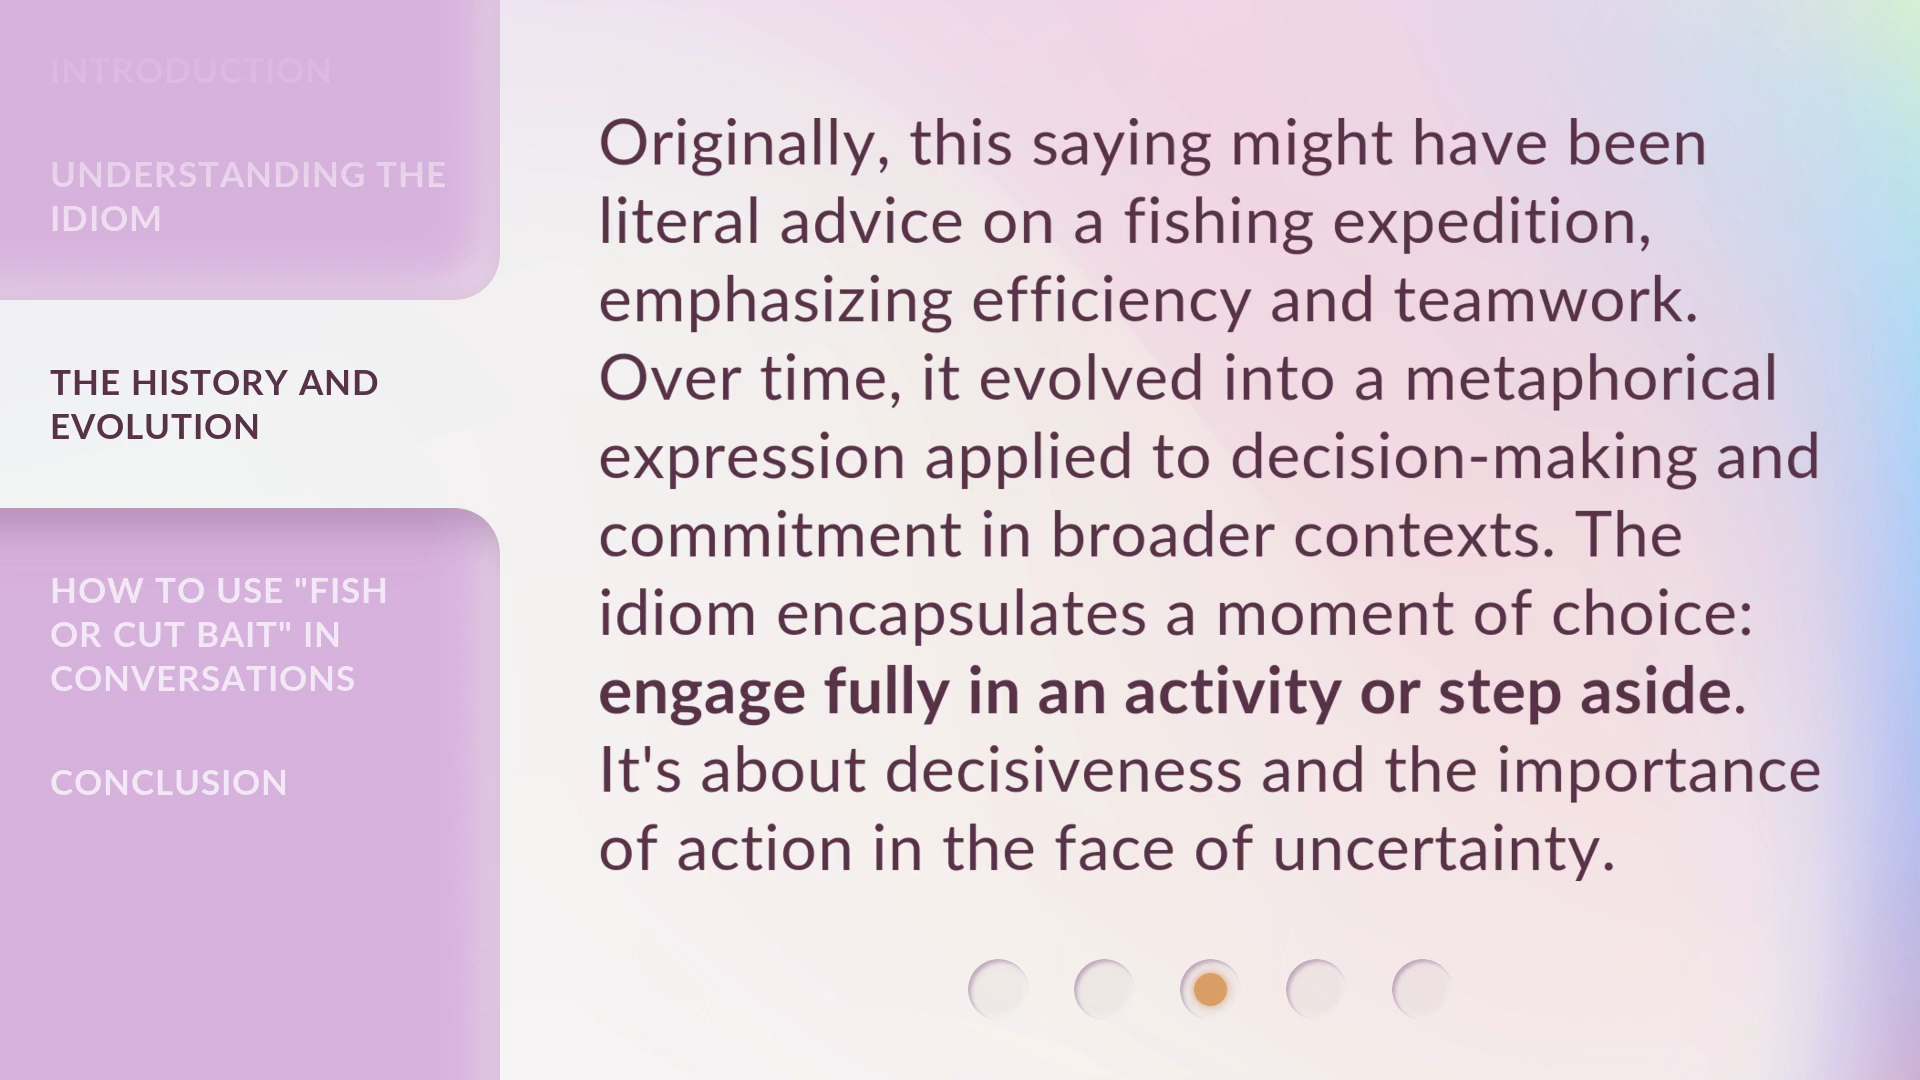 INTRODUCTION
UNDERSTANDING THE
IDIOM
THE HISTORY AND
EVOLUTION
HOW TO USE "FISH
OR CUT BAIT" IN
CONVERSATIONS
CONCLUSION
Originally, this saying might have been
literal advice on a fishing expedition,
emphasizing efficiency and teamwork.
Over time, it evolved into a metaphorical
expression applied to decision-making and
commitment in broader contexts. The
idiom encapsulates a moment of choice:
engage fully in an activity or step aside.
It's about decisiveness and the importance
of action in the face of uncertainty.